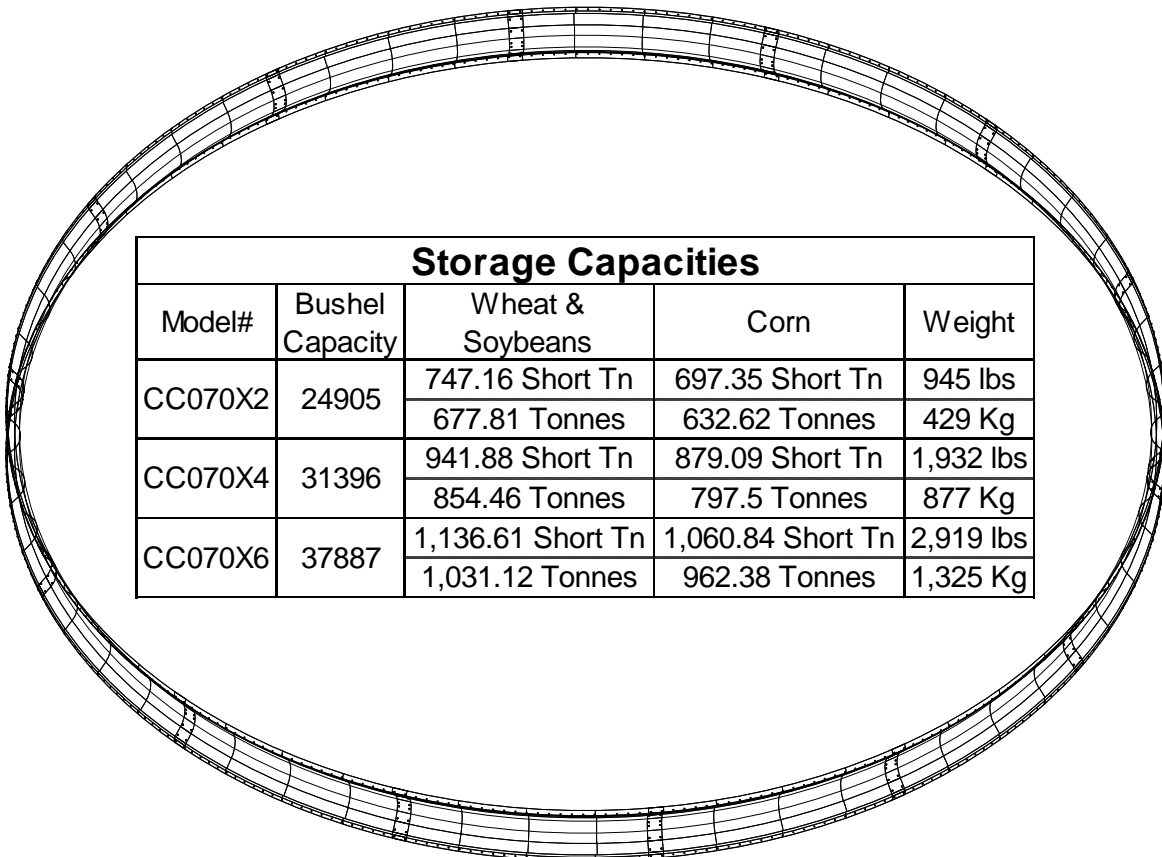 Storage Capacities
Model# Bushel Capacity Wheat & Soybeans Corn Weight
CC070X2 24905 747.16 Short Tn 697.35 Short Tn 945 lbs
677.81 Tonnes 632.62 Tonnes 429 Kg
CC070X4 31396 941.88 Short Tn 879.09 Short Tn 1,932 lbs
854.46 Tonnes 797.5 Tonnes 877 Kg
CC070X6 37887 1,136.61 Short Tn 1,060.84 Short Tn 2,919 lbs
1,031.12 Tonnes 962.38 Tonnes 1,325 Kg